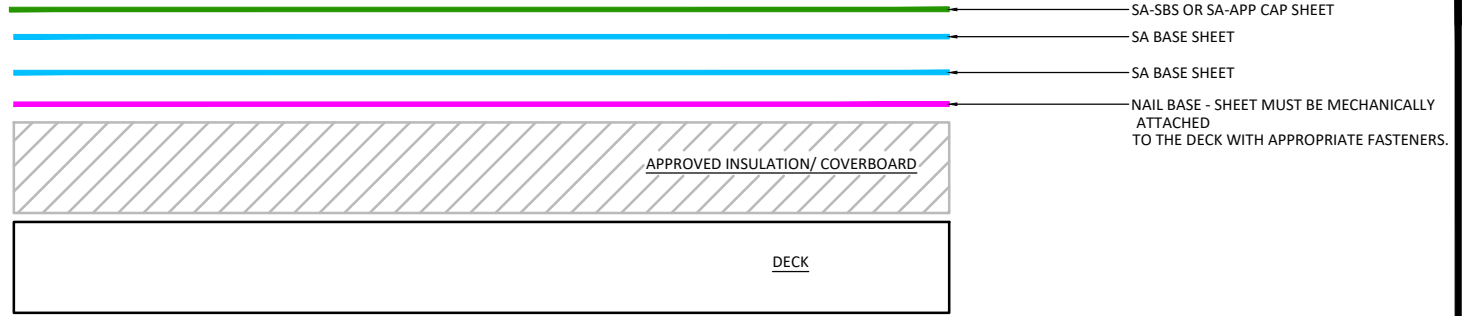 SA-SBS OR SA-APP CAP SHEET
SA BASE SHEET
SA BASE SHEET
NAIL BASE - SHEET MUST BE MECHANICALLY
ATTACHED
TO THE DECK WITH APPROPRIATE FASTENERS.
APPROVED INSULATION/ COVERBOARD
DECK